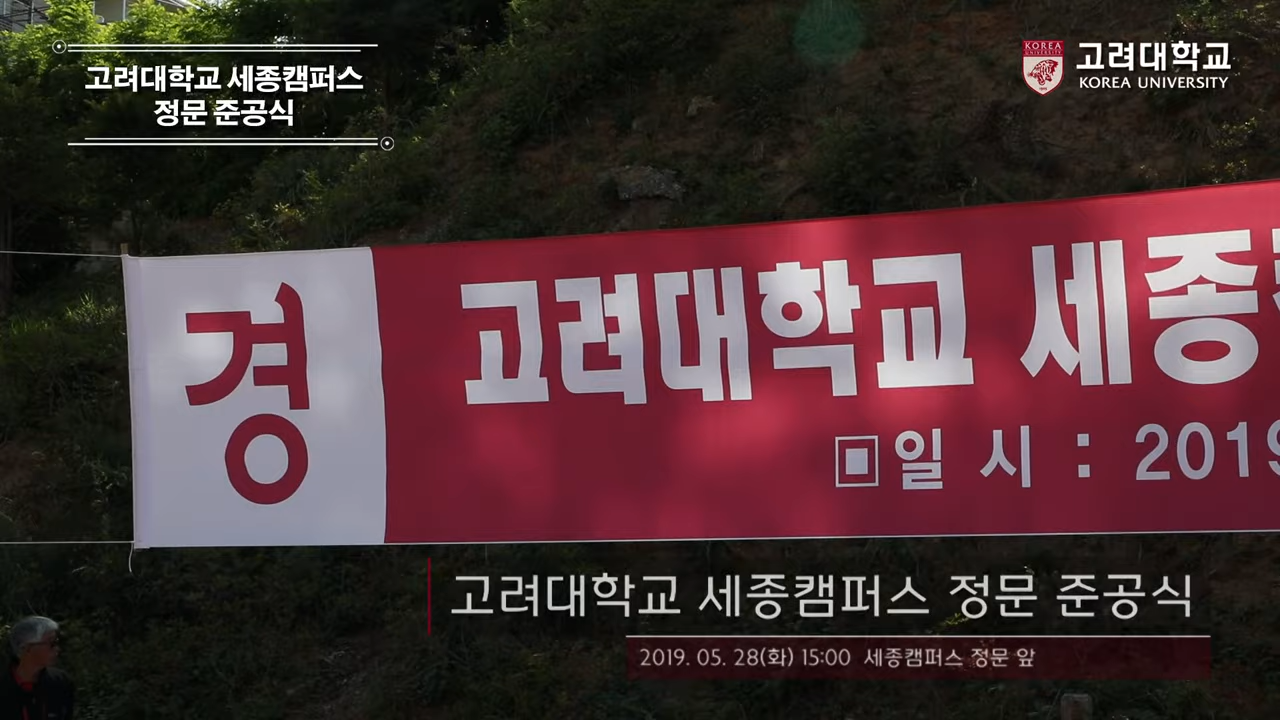 고려대학교 세종캠퍼스
정문 준공식
KOREA
UNIVERSITY
고려대학교
KOREA UNIVERSITY
경
고려대학교 세종
▣일 시 : 2019
고려대학교 세종캠퍼스 정문 준공식
2019. 05. 28(화) 15:00 세종캠퍼스 정문 앞